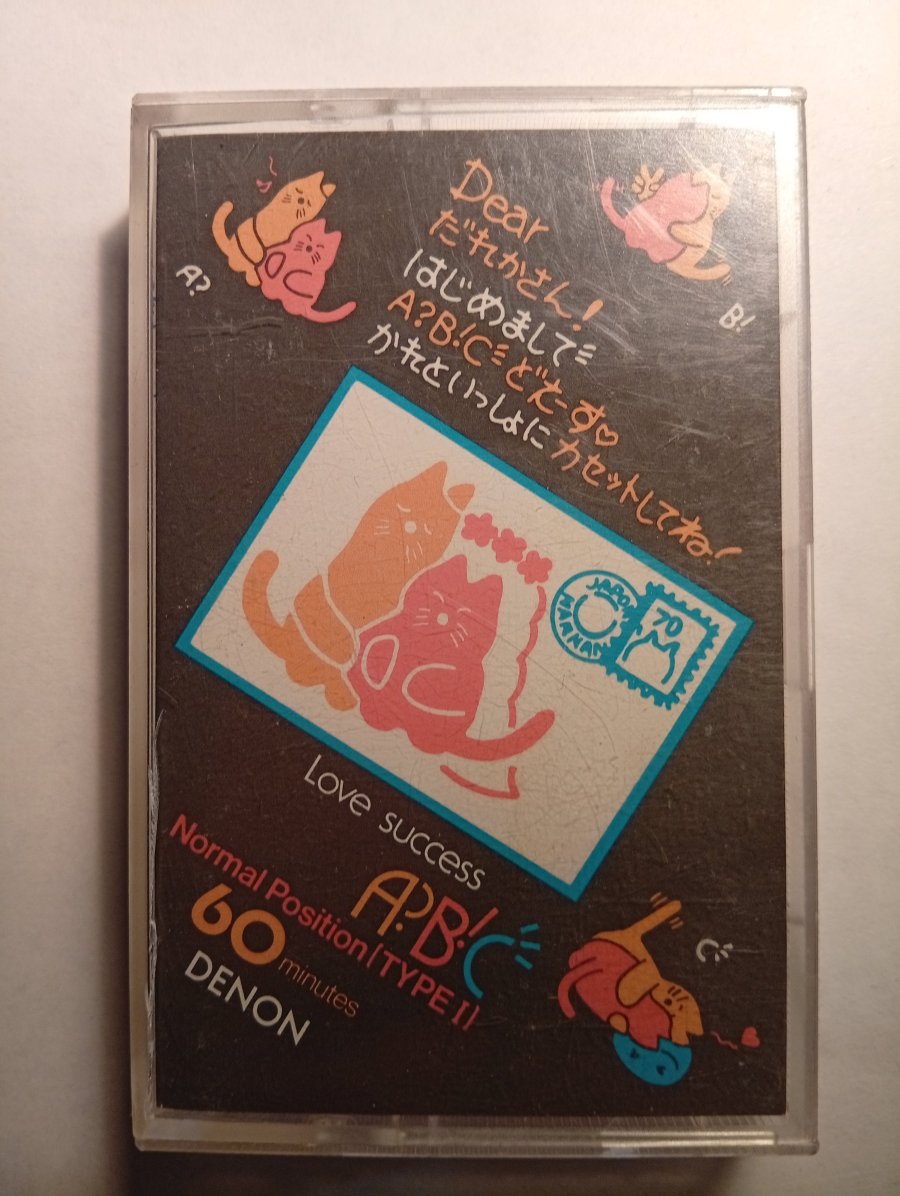 A?
B!
Dear
だれかさん!
はじめまして
A?B!C どえーす♡
かれといっしょに カセットしてね!
JAPON
70
Love success
A?B!C
Normal Position (TYPE I)
60 minutes
DENON
C